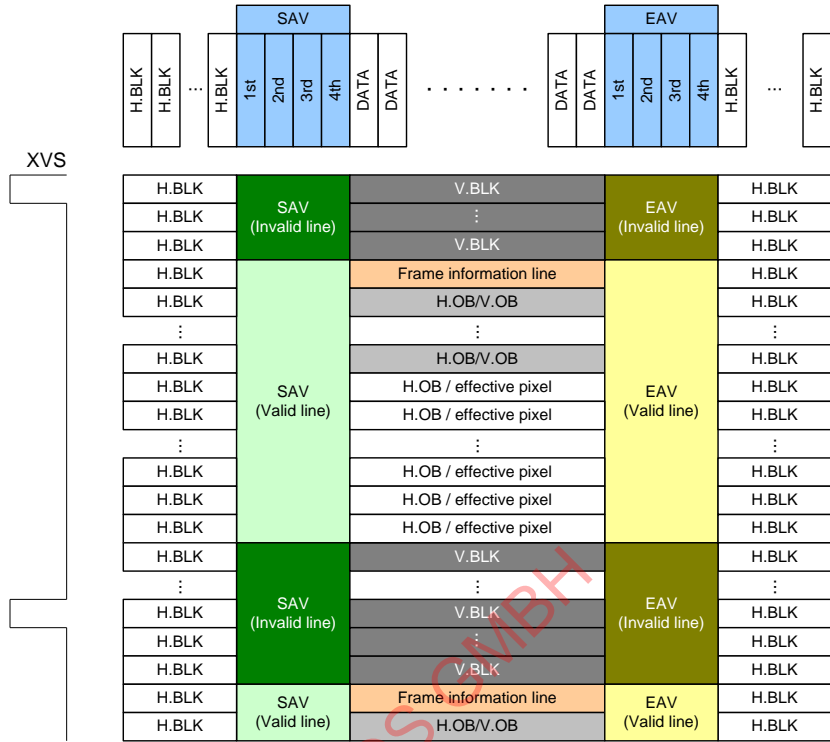 SAV EAV
H.BLK H.BLK ... H.BLK 1st 2nd 3rd 4th DATA DATA ....... DATA DATA 1st 2nd 3rd 4th H.BLK ... H.BLK
XVS
H.BLK SAV (Invalid line) V.BLK EAV (Invalid line) H.BLK
H.BLK ⋮ H.BLK
H.BLK V.BLK H.BLK
H.BLK Frame information line H.BLK
H.BLK H.OB/V.OB H.BLK
⋮ ⋮ ⋮
H.BLK H.OB/V.OB H.BLK
H.BLK SAV (Valid line) H.OB / effective pixel EAV (Valid line) H.BLK
H.BLK H.OB / effective pixel H.BLK
⋮ ⋮ ⋮
H.BLK H.OB / effective pixel H.BLK
H.BLK H.OB / effective pixel H.BLK
H.BLK H.OB / effective pixel H.BLK
H.BLK V.BLK H.BLK
⋮ ⋮ ⋮
H.BLK SAV (Invalid line) V.BLK EAV (Invalid line) H.BLK
H.BLK ⋮ H.BLK
H.BLK V.BLK H.BLK
H.BLK SAV (Valid line) Frame information line EAV (Valid line) H.BLK
H.BLK H.OB/V.OB H.BLK
GMBH